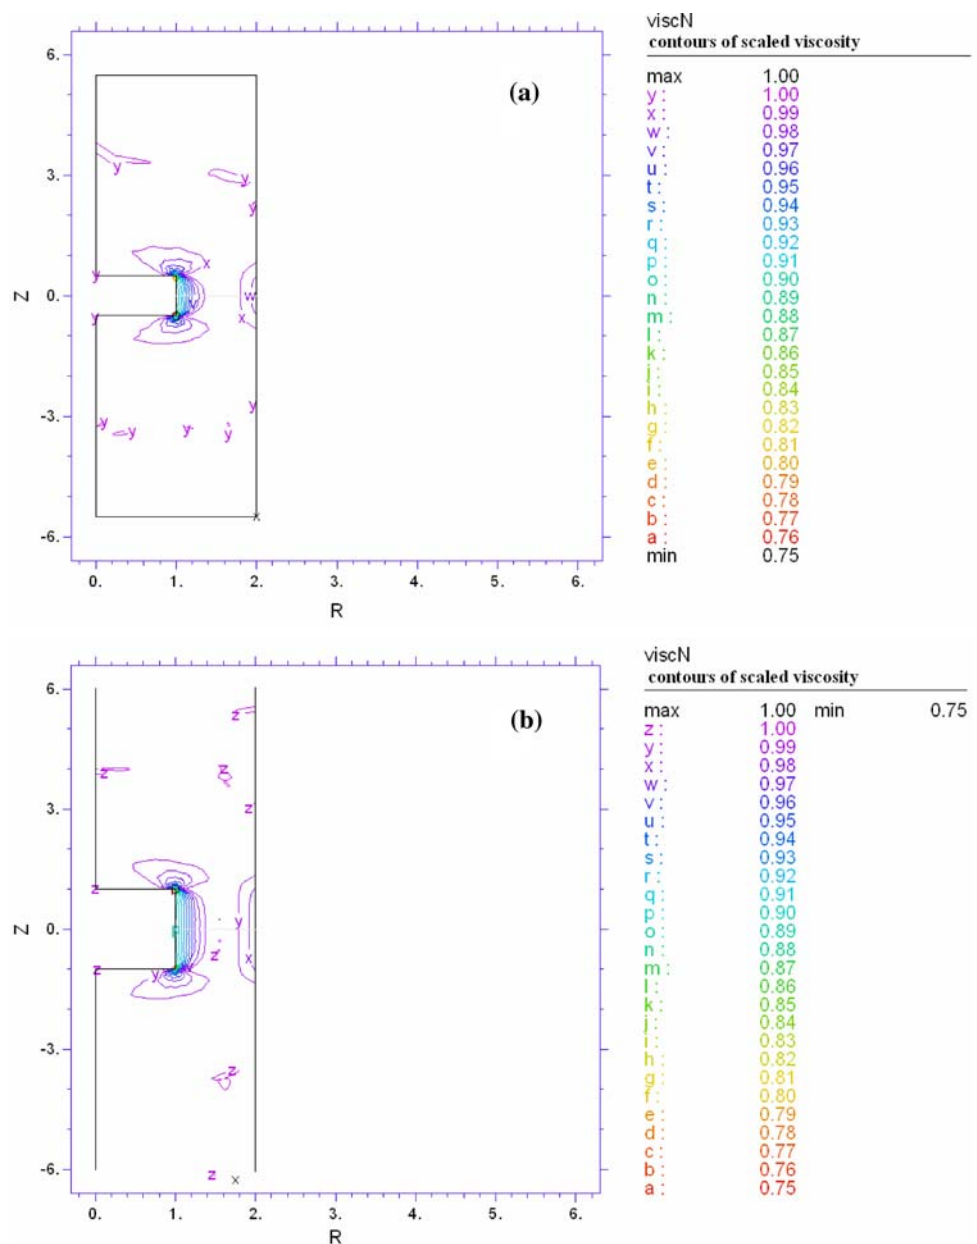 viscN
contours of scaled viscosity
max 1.00
y : 1.00
x : 0.99
w : 0.98
v : 0.97
u : 0.96
t : 0.95
s : 0.94
r : 0.93
q : 0.92
p : 0.91
o : 0.90
n : 0.89
m : 0.88
l : 0.87
k : 0.86
j : 0.85
i : 0.84
h : 0.83
g : 0.82
f : 0.81
e : 0.80
d : 0.79
c : 0.78
b : 0.77
a : 0.76
min 0.75
(a)
6.
3.
0.
-3.
-6.
Z
y
y
y
x
y
w
x
v
y
y
y
y
y
y
x
0. 1. 2. 3. 4. 5. 6.
R
viscN
contours of scaled viscosity
max 1.00 min 0.75
z : 1.00
y : 0.99
x : 0.98
w : 0.97
v : 0.96
u : 0.95
t : 0.94
s : 0.93
r : 0.92
q : 0.91
p : 0.90
o : 0.89
n : 0.88
m : 0.87
l : 0.86
k : 0.85
j : 0.84
i : 0.83
h : 0.82
g : 0.81
f : 0.80
e : 0.79
d : 0.78
c : 0.77
b : 0.76
a : 0.75
(b)
6.
3.
0.
-3.
-6.
Z
z
z
z
z
z
y
p
z
x
z
y
z
z
x
0. 1. 2. 3. 4. 5. 6.
R